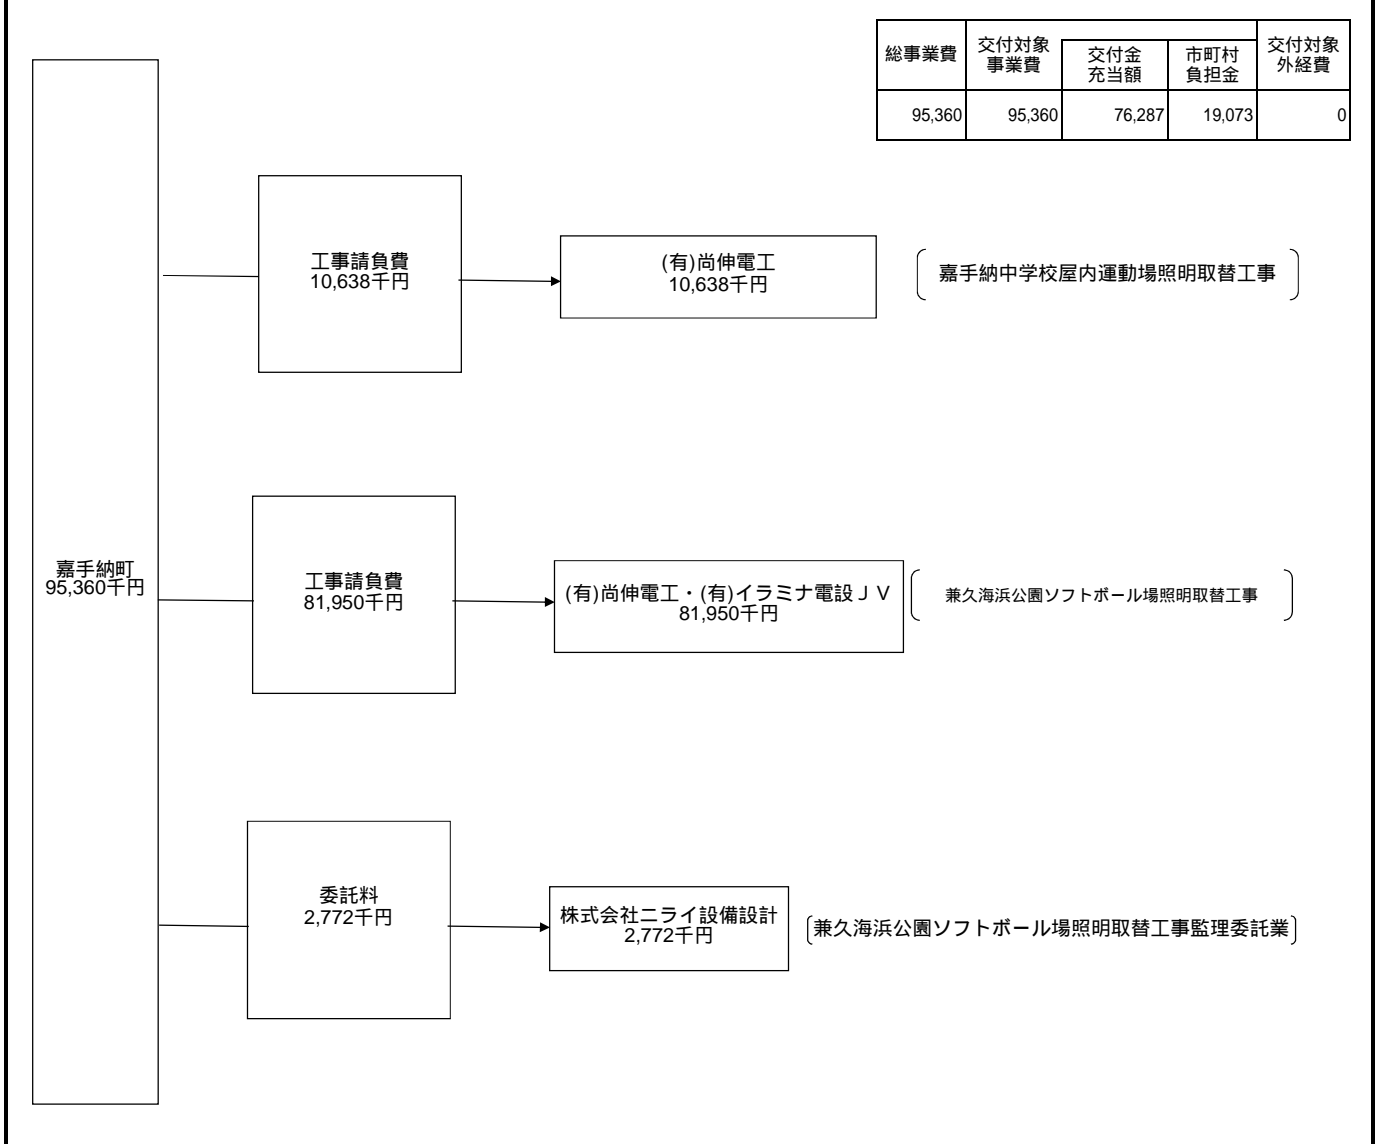 総事業費
交付対象
事業費
交付金
充当額
市町村
負担金
交付対象
外経費
95,360
95,360
76,287
19,073
0
嘉手納町
95,360千円
工事請負費
10,638千円
(有)尚伸電工
10,638千円
嘉手納中学校屋内運動場照明取替工事
工事請負費
81,950千円
(有)尚伸電工・(有)イラミナ電設ＪＶ
81,950千円
兼久海浜公園ソフトボール場照明取替工事
委託料
2,772千円
株式会社ニライ設備設計
2,772千円
兼久海浜公園ソフトボール場照明取替工事監理委託業